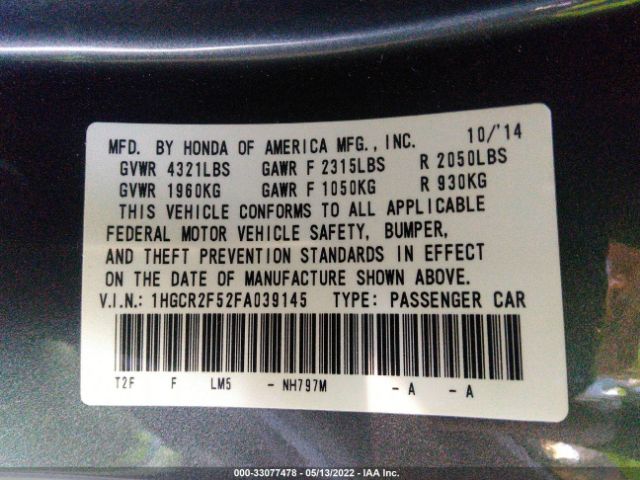 MFD. BY HONDA OF AMERICA MFG., INC. 10/'14
GVWR 4321LBS GAWR F 2315LBS R 2050LBS
GVWR 1960KG GAWR F 1050KG R 930KG
THIS VEHICLE CONFORMS TO ALL APPLICABLE
FEDERAL MOTOR VEHICLE SAFETY, BUMPER,
AND THEFT PREVENTION STANDARDS IN EFFECT
ON THE DATE OF MANUFACTURE SHOWN ABOVE.
V.I.N.: 1HGCR2F52FA039145 TYPE: PASSENGER CAR
T2F F LM5 - NH797M - A - A
000-33077478 - 05/13/2022 - IAA Inc.